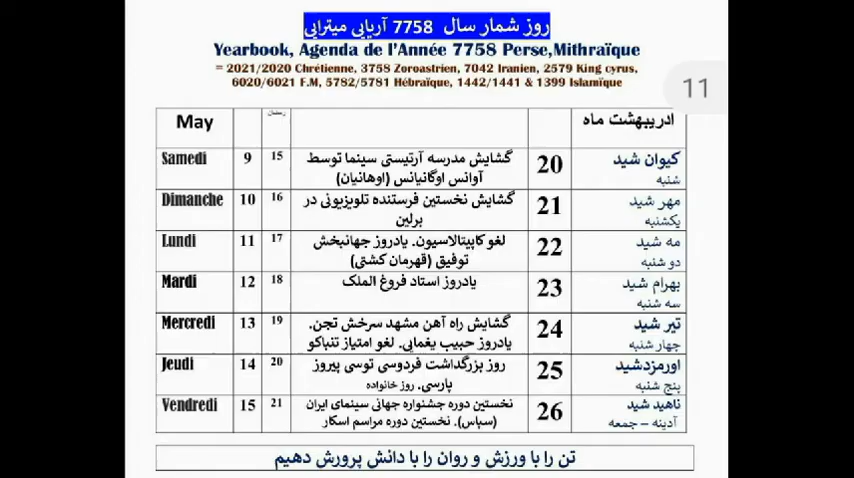 روز شمار سال 7758 آریایی میترایی
Yearbook, Agenda de l'Année 7758 Perse,Mithraïque
= 2021/2020 Chrétienne, 3758 Zoroastrien, 7042 Iranien, 2579 King cyrus,
6020/6021 F.M, 5782/5781 Hébraïque, 1442/1441 & 1399 Islamïque
11
May رمضان اردیبهشت ماه
Samedi 9 15 گشایش مدرسه آرتیستی سینما توسط 20 کیوان شید
آوانس اوگانیانس (اوهانیان) شنبه
Dimanche 10 16 گشایش نخستین فرستنده تلویزیونی در 21 مهر شید
برلین یکشنبه
Lundi 11 17 لغو کاپیتالاسیون. یادروز جهانبخش 22 مه شید
توفیق (قهرمان کشتی) دو شنبه
Mardi 12 18 یادروز استاد فروغ الملک 23 بهرام شید
سه شنبه
Mercredi 13 19 گشایش راه آهن مشهد سرخش تجن. 24 تیر شید
یادروز حبیب یغمایی. لغو امتیاز تنباکو چهار شنبه
Jeudi 14 20 روز بزرگداشت فردوسی توسی پیروز 25 اورمزدشید
پارسی. روز خانواده پنج شنبه
Vendredi 15 21 نخستین دوره جشنواره جهانی سینمای ایران 26 ناهید شید
(سپاس). نخستین دوره مراسم اسکار آدینه – جمعه
تن را با ورزش و روان را با دانش پرورش دهیم